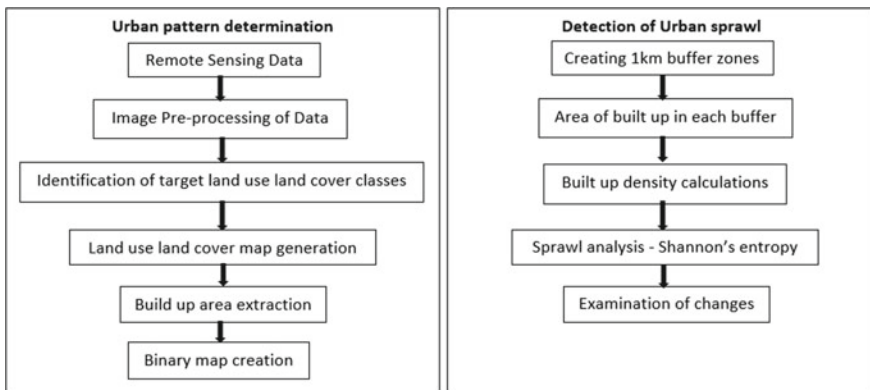 Urban pattern determination
Remote Sensing Data
Image Pre-processing of Data
Identification of target land use land cover classes
Land use land cover map generation
Build up area extraction
Binary map creation
Detection of Urban sprawl
Creating 1km buffer zones
Area of built up in each buffer
Built up density calculations
Sprawl analysis - Shannon's entropy
Examination of changes